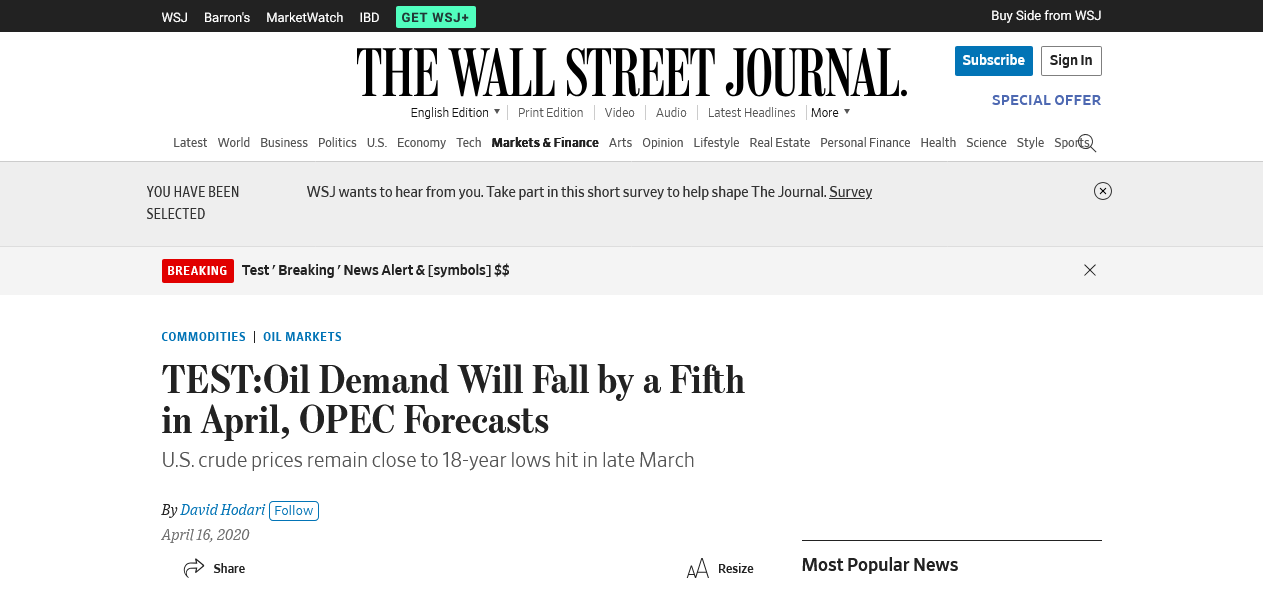 WSJ Barron's MarketWatch IBD GET WSJ+ Buy Side from WSJ
THE WALL STREET JOURNAL.
Subscribe Sign In
SPECIAL OFFER
English Edition Print Edition Video Audio Latest Headlines More
Latest World Business Politics U.S. Economy Tech Markets & Finance Arts Opinion Lifestyle Real Estate Personal Finance Health Science Style Sports
YOU HAVE BEEN
SELECTED
WSJ wants to hear from you. Take part in this short survey to help shape The Journal. Survey
BREAKING Test ’ Breaking ’ News Alert & [symbols] $$
COMMODITIES | OIL MARKETS
TEST:Oil Demand Will Fall by a Fifth
in April, OPEC Forecasts
U.S. crude prices remain close to 18-year lows hit in late March
By David Hodari Follow
April 16, 2020
Share AA Resize
Most Popular News